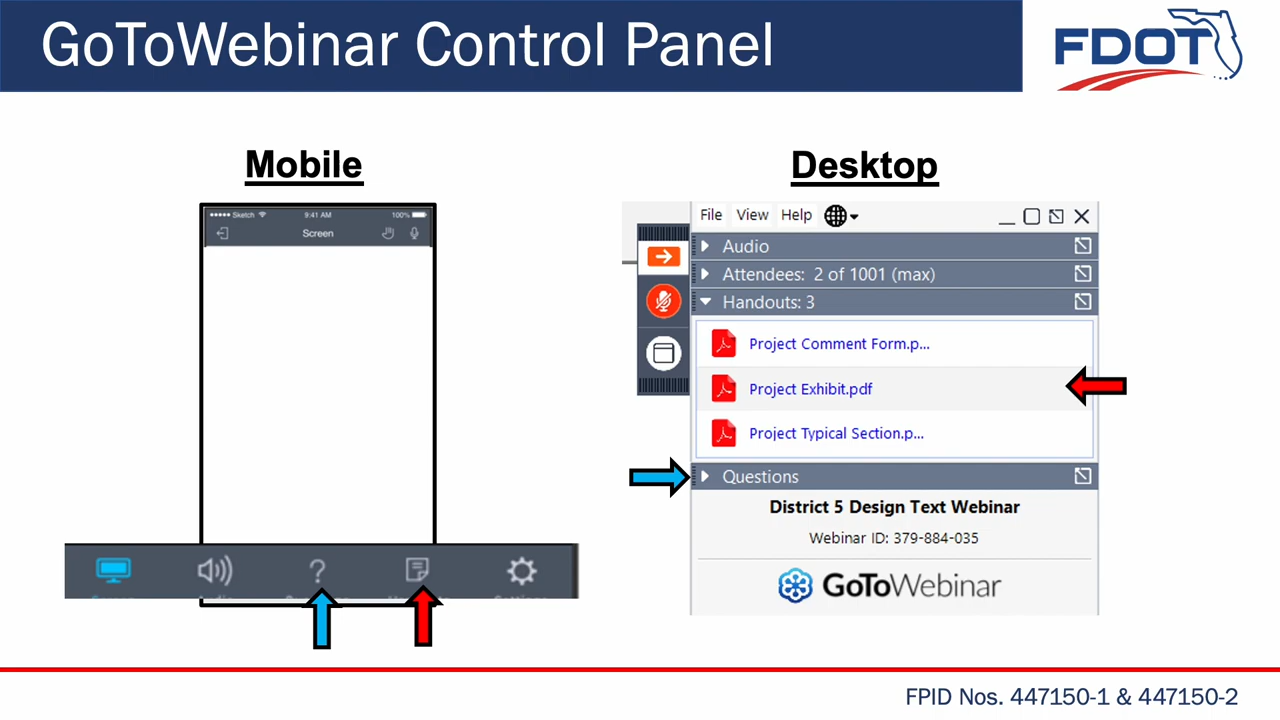 GoToWebinar Control Panel
FDOT
Mobile
Desktop
Sketch 9:41 AM 100%
Screen
File View Help
Audio
Attendees: 2 of 1001 (max)
Handouts: 3
Project Comment Form.p...
Project Exhibit.pdf
Project Typical Section.p...
Questions
District 5 Design Text Webinar
Webinar ID: 379-884-035
GoToWebinar
?
FPID Nos. 447150-1 & 447150-2